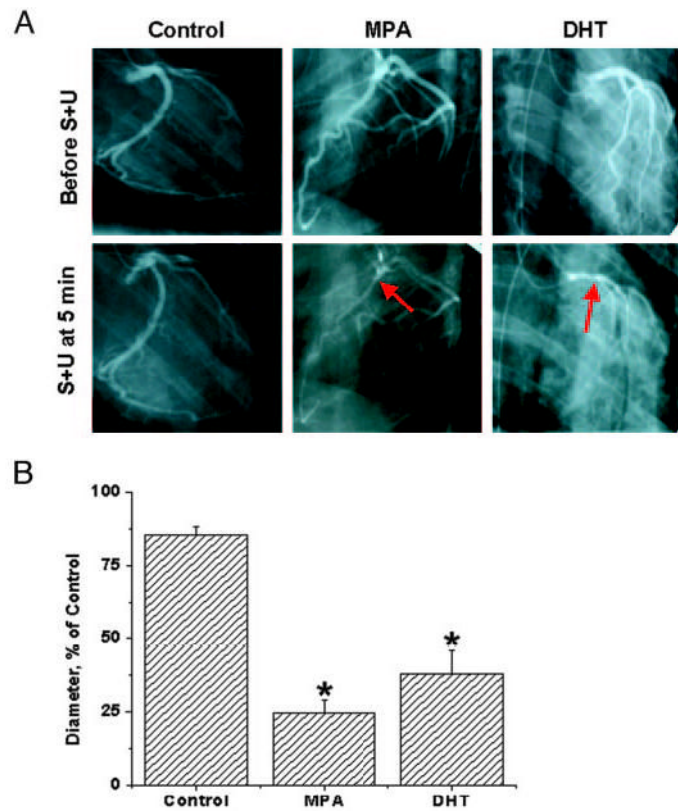 A
Control MPA DHT
Before S+U
S+U at 5 min
B
Diameter, % of Control
100
75
50
25
0
*
*
Control MPA DHT